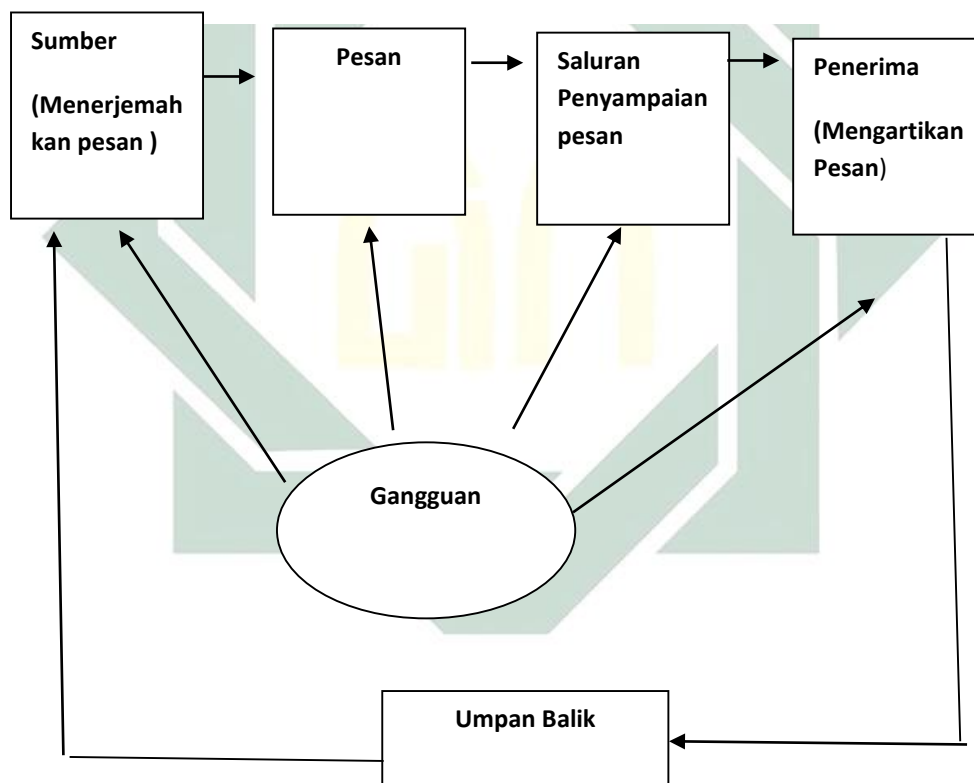 Sumber
(Menerjemah
kan pesan )
Pesan
Saluran
Penyampaian
pesan
Penerima
(Mengartikan
Pesan)
Gangguan
Umpan Balik